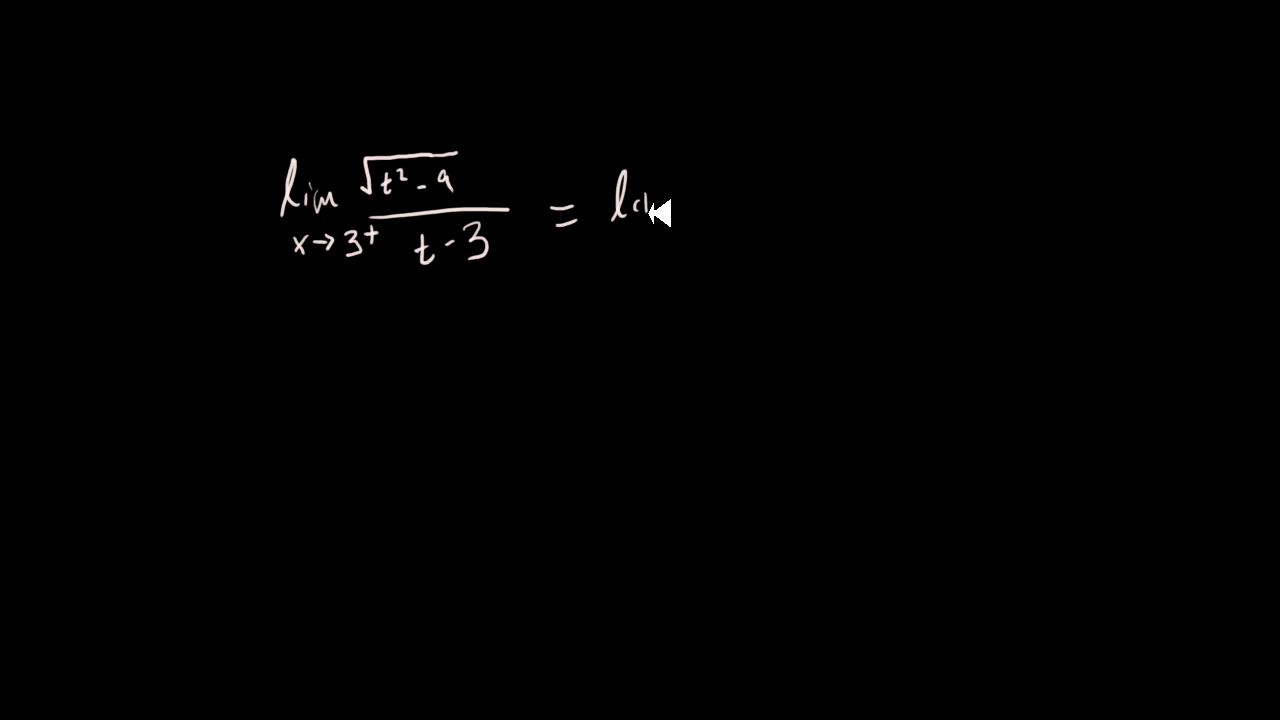 lim √(t² - 9) / (t - 3) =
x → 3⁺